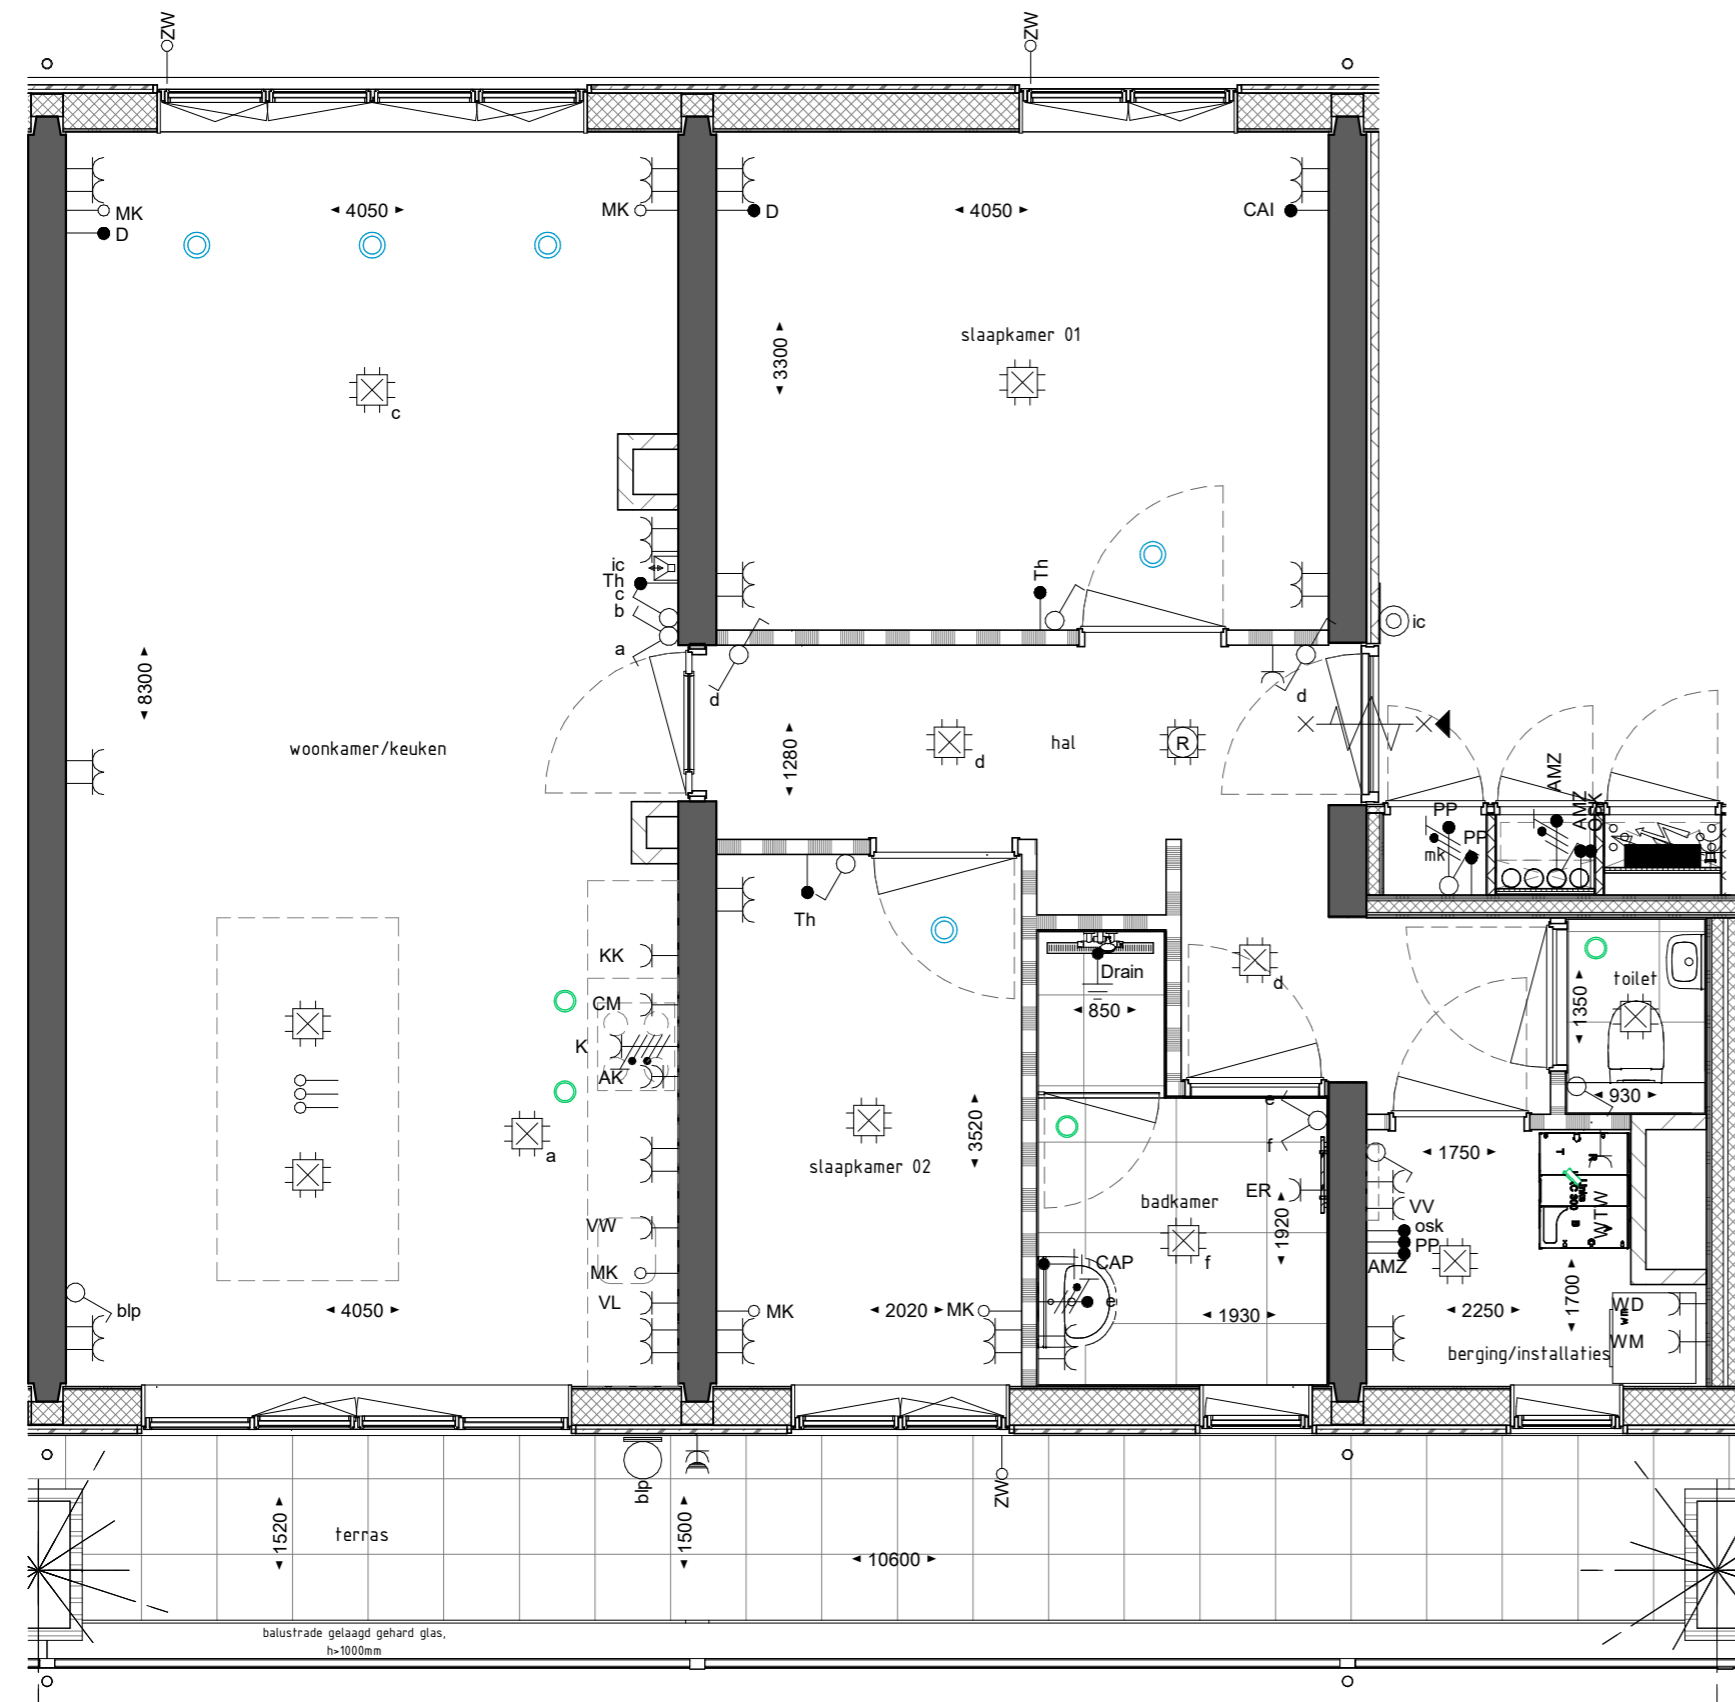 ZW
ZW
MK
D
4050
MK
D
4050
CAI
slaapkamer 01
3300
c
ic
Th
c
b
a
Th
ic
d
d
8300
woonkamer/keuken
1280
d
hal
R
AMZ
PP
AMZ
PP
mk
Th
KK
CM
K
AK
Drain
850
d
toilet
1350
930
a
3520
slaapkamer 02
e
f
ER
badkamer
1920
f
1750
VV
osk
PP
AMZ
WTW
VW
MK
VL
blp
4050
MK
2020
MK
CAP
e
1930
2250
1700
WD
wm
WM
berging/installaties
blp
ZW
1520
terras
1500
10600
balustrade gelaagd gehard glas,
h>1000mm